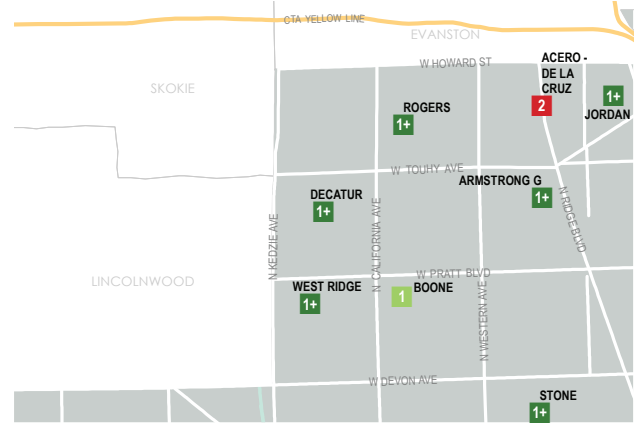 CTA YELLOW LINE
EVANSTON
W HOWARD ST
ACERO -
DE LA
CRUZ
2
1+
JORDAN
SKOKIE
ROGERS
1+
W TOUHY AVE
ARMSTRONG G
1+
DECATUR
1+
N KEDZIE AVE
N CALIFORNIA AVE
N RIDGE BLVD
LINCOLNWOOD
W PRATT BLVD
WEST RIDGE
1+
BOONE
1
N WESTERN AVE
W DEVON AVE
STONE
1+